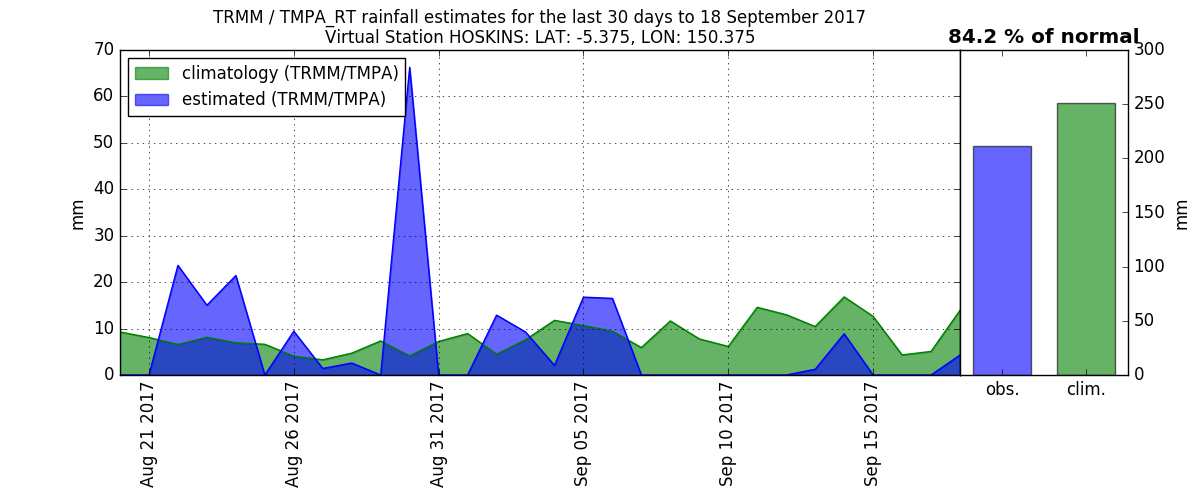 TRMM / TMPA_RT rainfall estimates for the last 30 days to 18 September 2017
Virtual Station HOSKINS: LAT: -5.375, LON: 150.375
84.2 % of normal
climatology (TRMM/TMPA)
estimated (TRMM/TMPA)
70
60
50
40
30
20
10
0
mm
Aug 21 2017
Aug 26 2017
Aug 31 2017
Sep 05 2017
Sep 10 2017
Sep 15 2017
300
250
200
150
100
50
0
mm
obs.
clim.